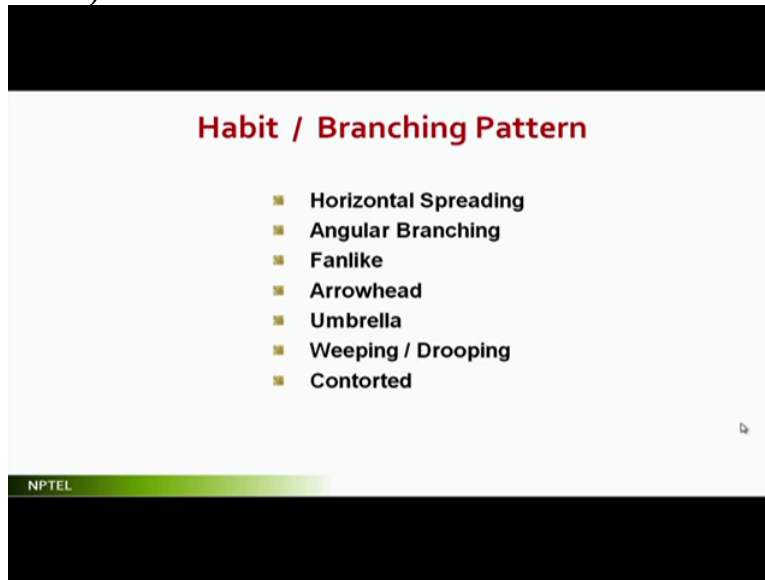 Habit / Branching Pattern
Horizontal Spreading
Angular Branching
Fanlike
Arrowhead
Umbrella
Weeping / Drooping
Contorted
NPTEL